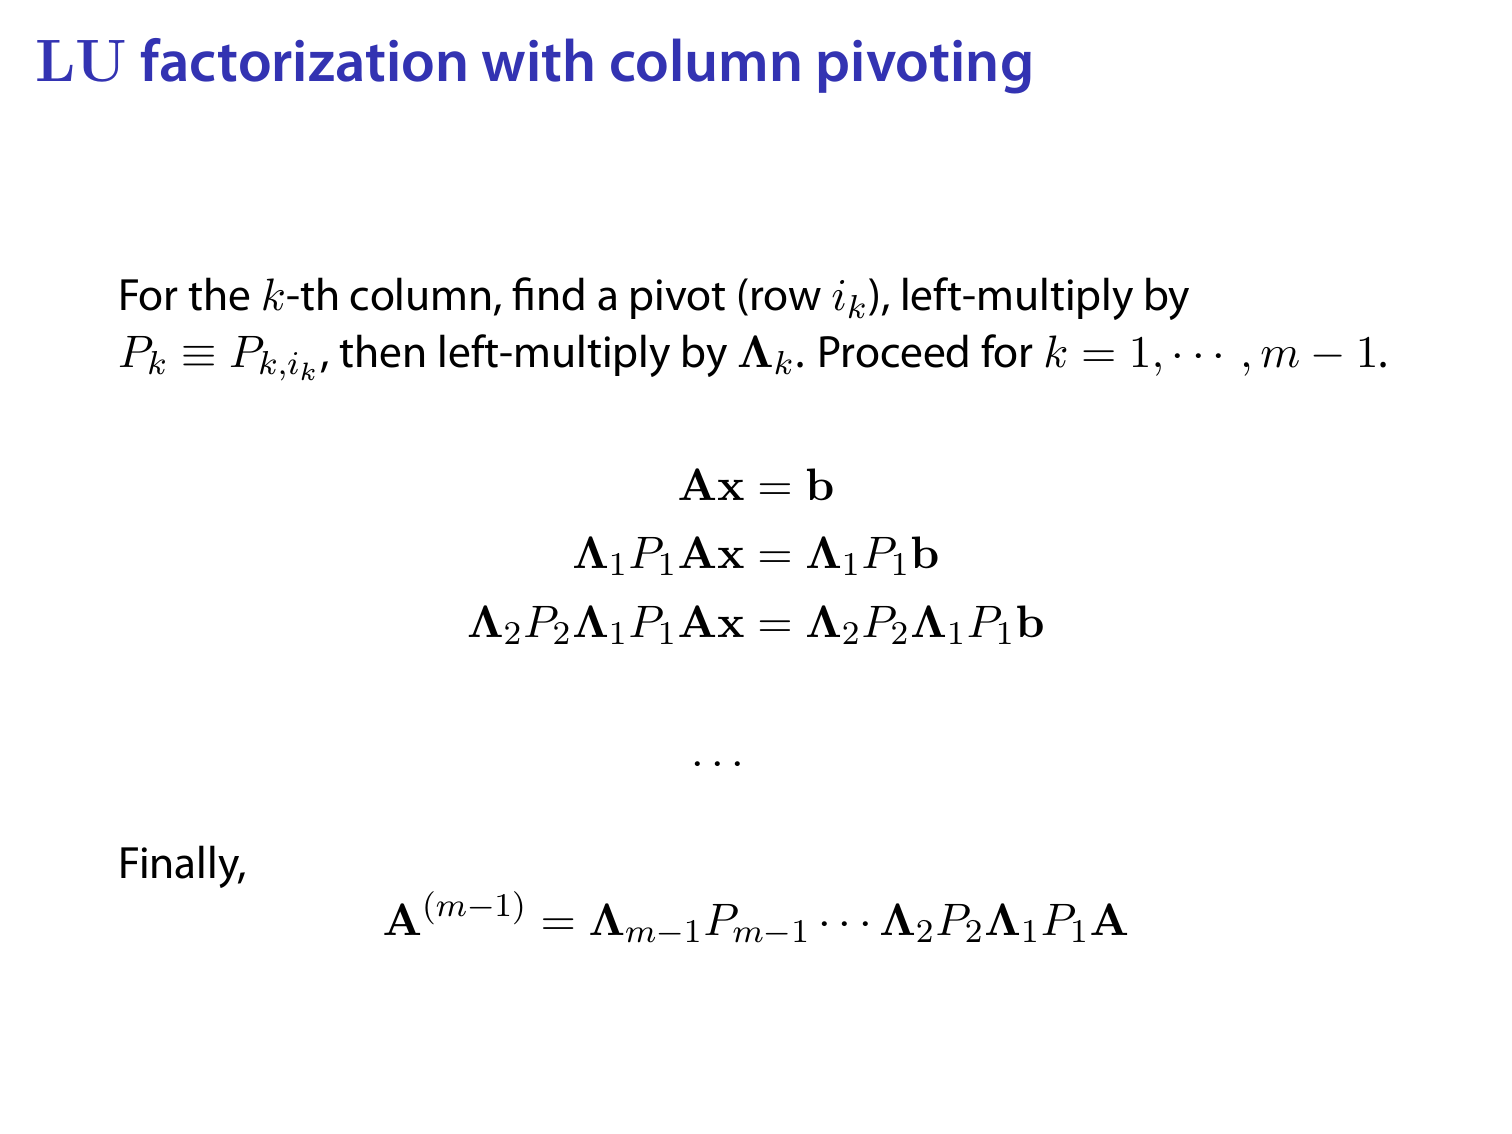 LU factorization with column pivoting
For the k-th column, find a pivot (row i_k), left-multiply by
P_k ≡ P_{k,i_k}, then left-multiply by Λ_k. Proceed for k = 1, ··· , m − 1.
Ax = b
Λ_1P_1Ax = Λ_1P_1b
Λ_2P_2Λ_1P_1Ax = Λ_2P_2Λ_1P_1b
...
Finally,
A^{(m−1)} = Λ_{m−1}P_{m−1} ··· Λ_2P_2Λ_1P_1A